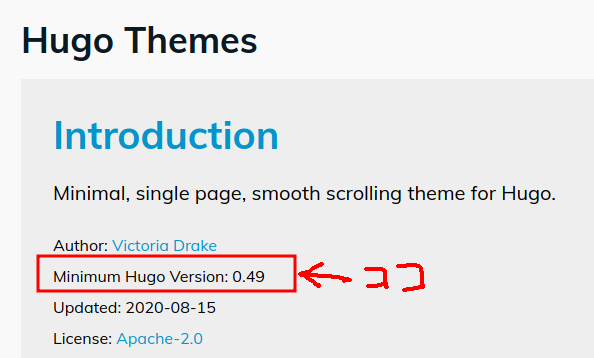 Hugo Themes
Introduction
Minimal, single page, smooth scrolling theme for Hugo.
Author: Victoria Drake
Minimum Hugo Version: 0.49
ココ
Updated: 2020-08-15
License: Apache-2.0